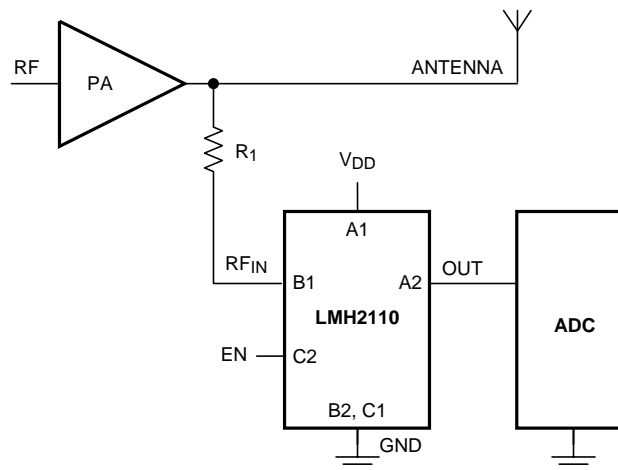 RF
PA
ANTENNA
R1
VDD
A1
RFIN
B1
A2
OUT
LMH2110
ADC
EN
C2
B2, C1
GND